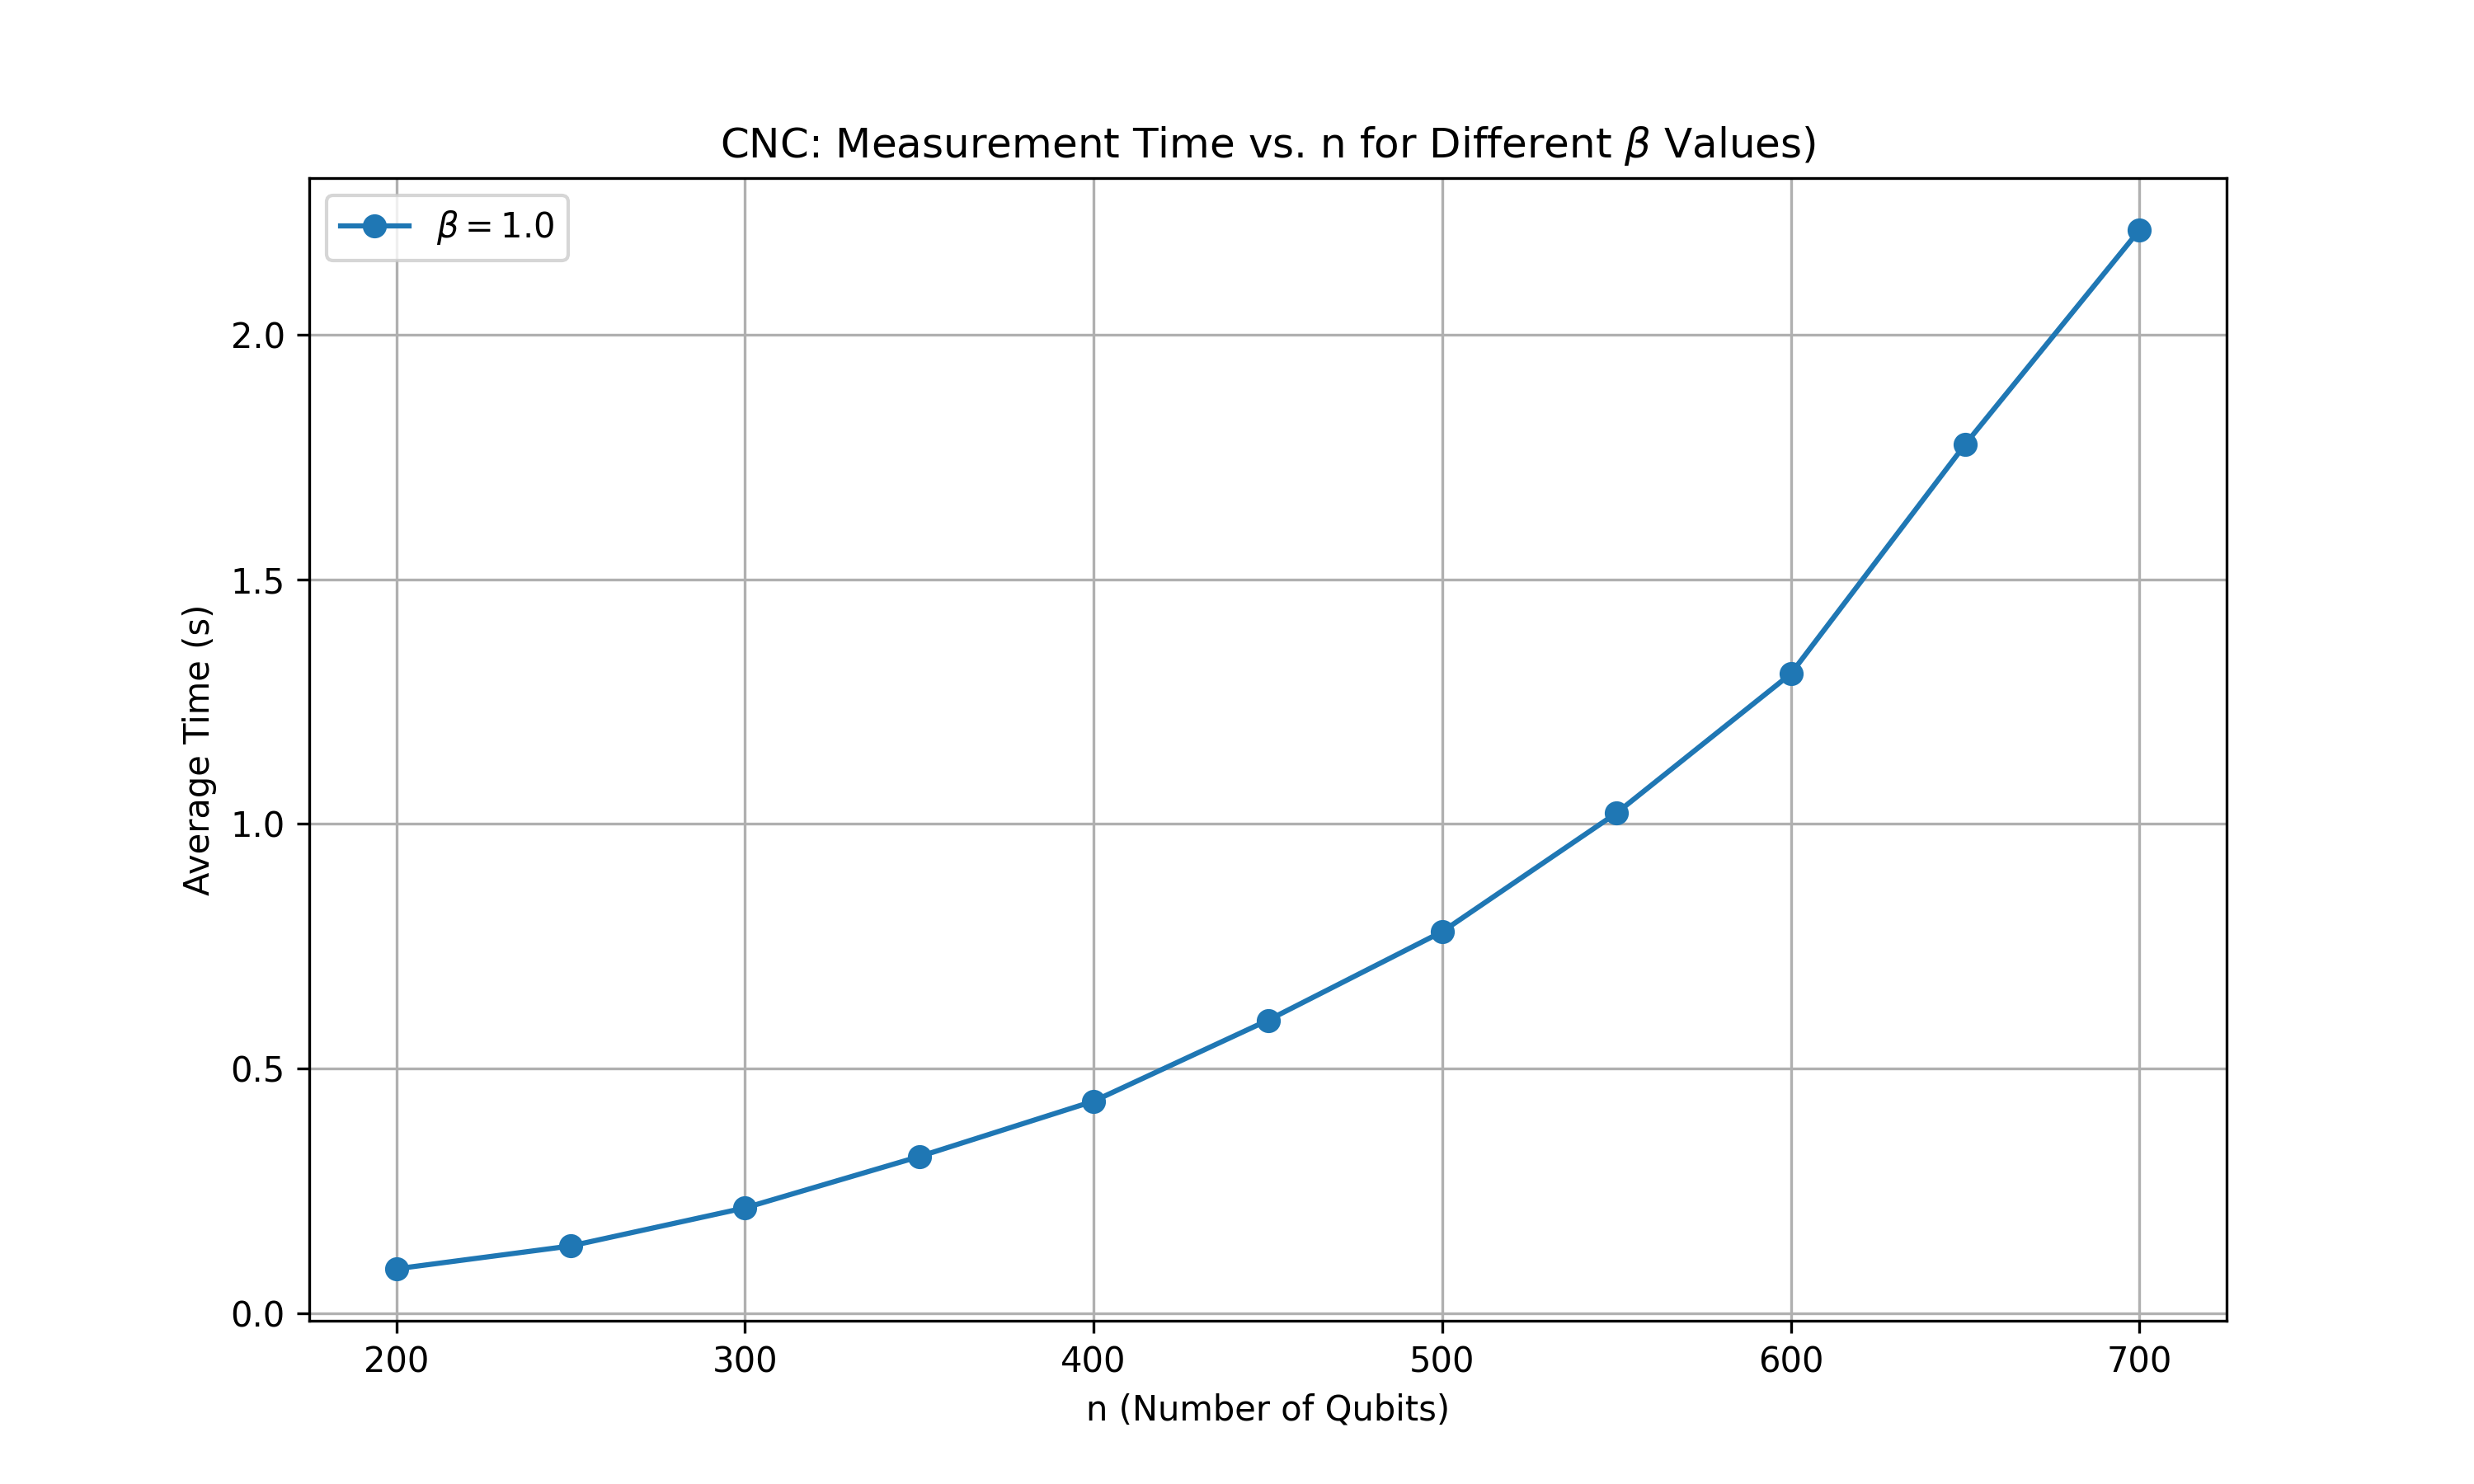 CNC: Measurement Time vs. n for Different β Values)
β = 1.0
Average Time (s)
2.0
1.5
1.0
0.5
0.0
200 300 400 500 600 700
n (Number of Qubits)